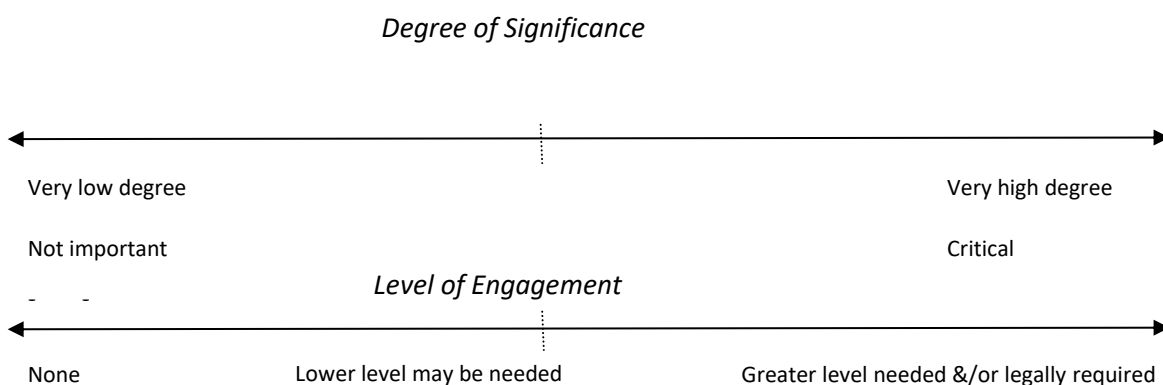 Degree of Significance
Very low degree Very high degree
Not important Critical
Level of Engagement
None Lower level may be needed Greater level needed &/or legally required